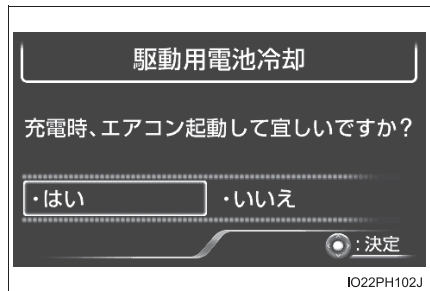 駆動用電池冷却
充電時、エアコン起動して宜しいですか?
・はい ・いいえ
:決定
IO22PH102J